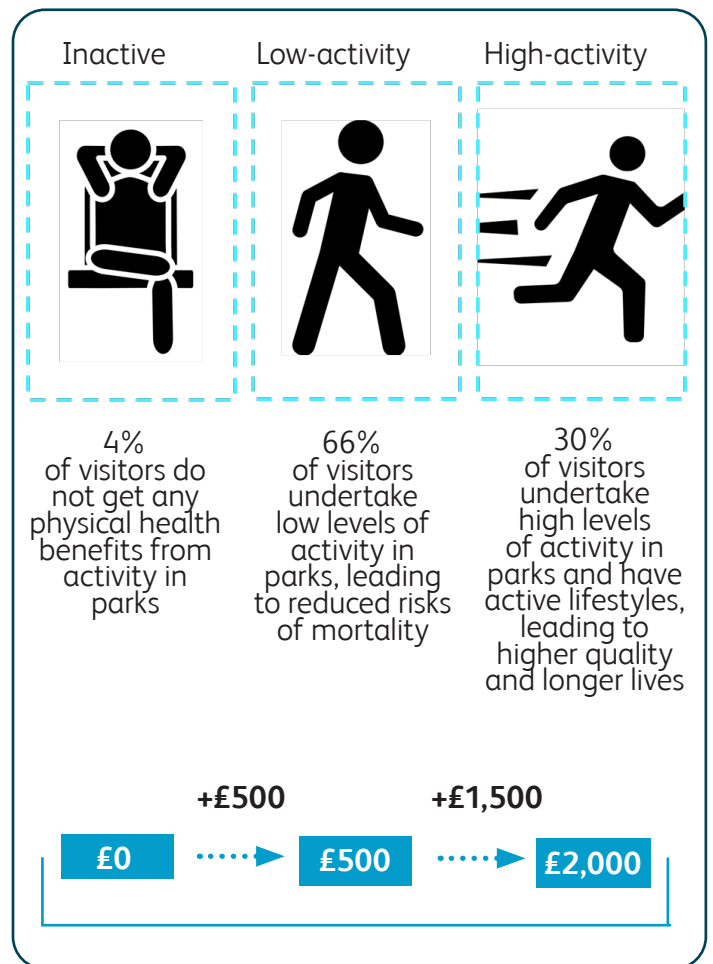 Inactive
Low-activity
High-activity
4%
of visitors do
not get any
physical health
benefits from
activity in
parks
66%
of visitors
undertake
low levels of
activity in
parks, leading
to reduced risks
of mortality
30%
of visitors
undertake
high levels
of activity in
parks and have
active lifestyles,
leading to
higher quality
and longer lives
+£500
+£1,500
£0
£500
£2,000